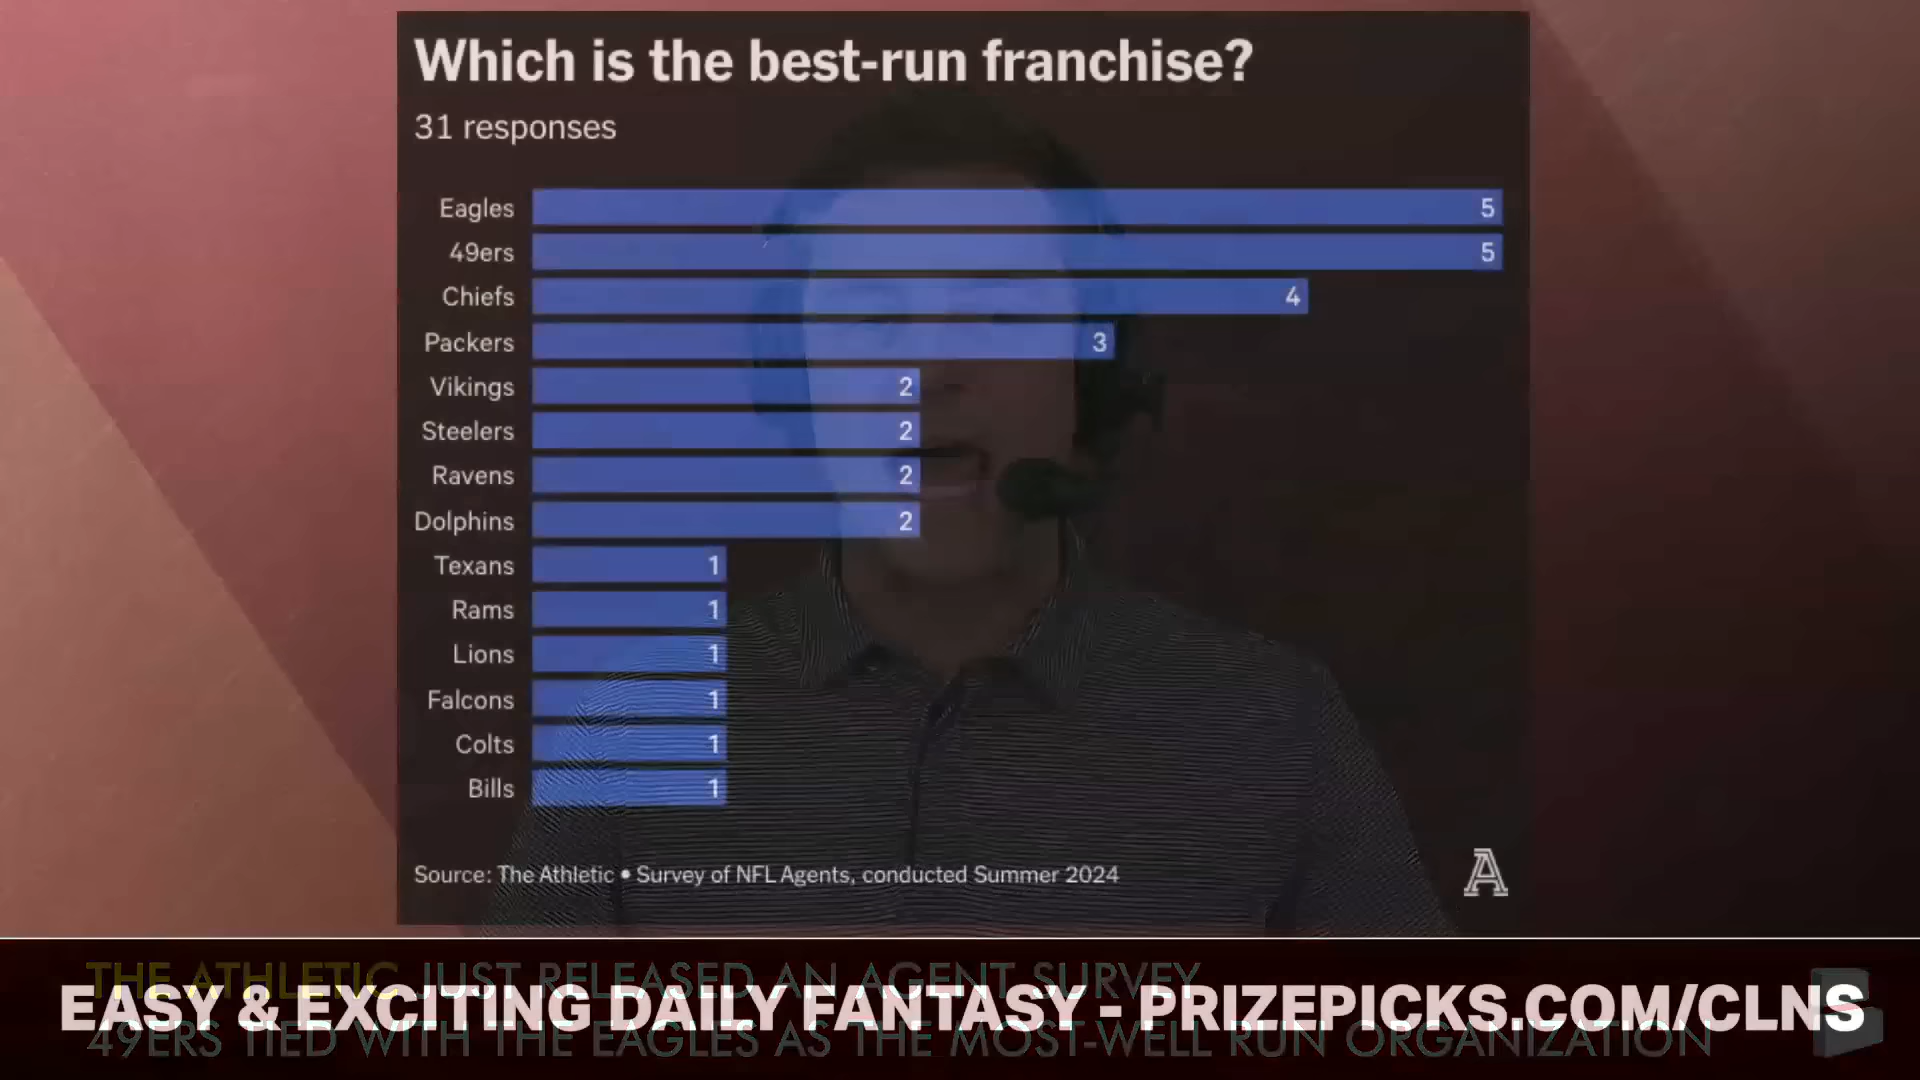 Which is the best-run franchise?
31 responses
Eagles 5
49ers 5
Chiefs 4
Packers 3
Vikings 2
Steelers 2
Ravens 2
Dolphins 2
Texans 1
Rams 1
Lions 1
Falcons 1
Colts 1
Bills 1
Source: The Athletic • Survey of NFL Agents, conducted Summer 2024
A
THE ATHLETIC JUST RELEASED AN AGENT SURVEY
EASY & EXCITING DAILY FANTASY - PRIZEPICKS.COM/CLNS
49ERS TIED WITH THE EAGLES AS THE MOST-WELL RUN ORGANIZATION